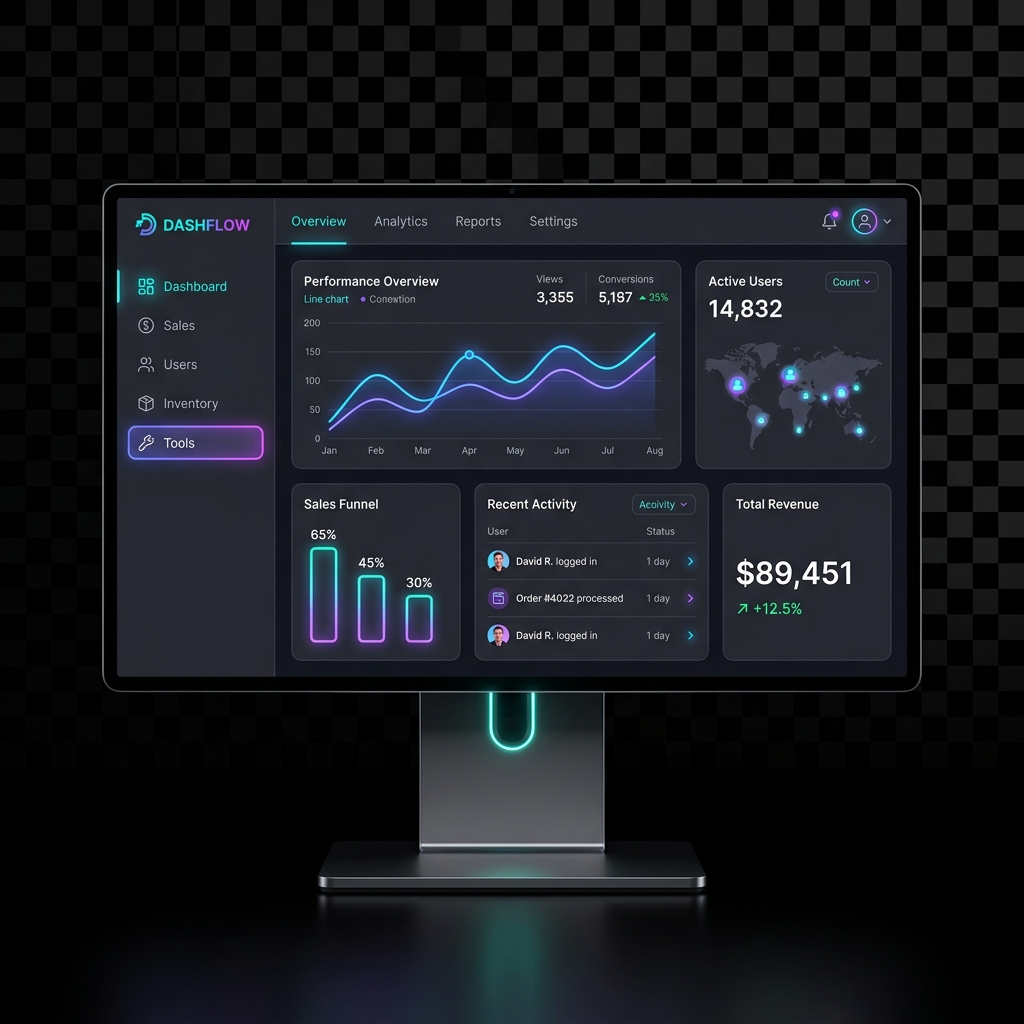 DASHFLOW
Overview Analytics Reports Settings
Dashboard
Sales
Users
Inventory
Tools
Performance Overview
Line chart Conewtion
Views
3,355
Conversions
5,197 35%
200
150
100
50
0
Jan Feb Mar Apr May Jun Jul Aug
Active Users
Count
14,832
Sales Funnel
65%
45%
30%
Recent Activity
Acoivity
User Status
David R. logged in 1 day
Order #4022 processed 1 day
David R. logged in 1 day
Total Revenue
$89,451
+12.5%